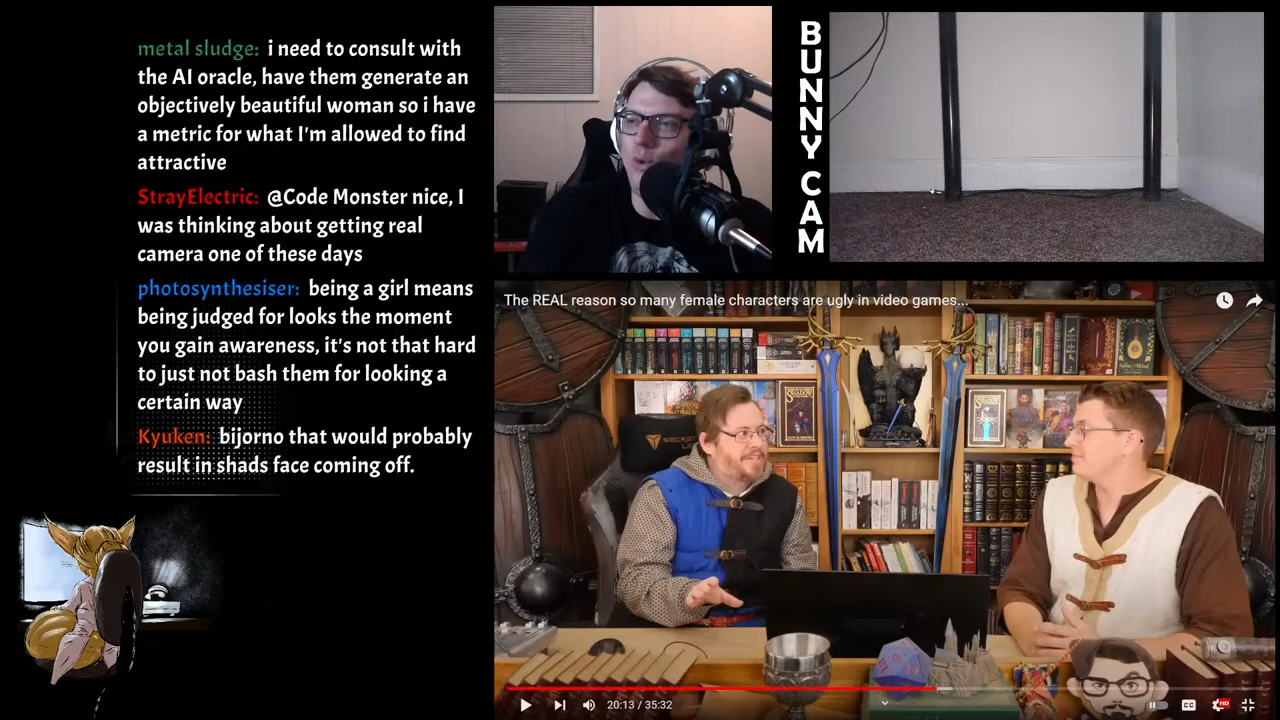 metal sludge: i need to consult with
the AI oracle, have them generate an
objectively beautiful woman so i have
a metric for what I'm allowed to find
attractive
StrayElectric: @Code Monster nice, I
was thinking about getting real
camera one of these days
photosynthesiser: being a girl means
being judged for looks the moment
you gain awareness, it's not that hard
to just not bash them for looking a
certain way
Kyuken: bijorno that would probably
result in shads face coming off.
BUNNY CAM
The REAL reason so many female characters are ugly in video games...
20:13 / 35:32
CC
HD